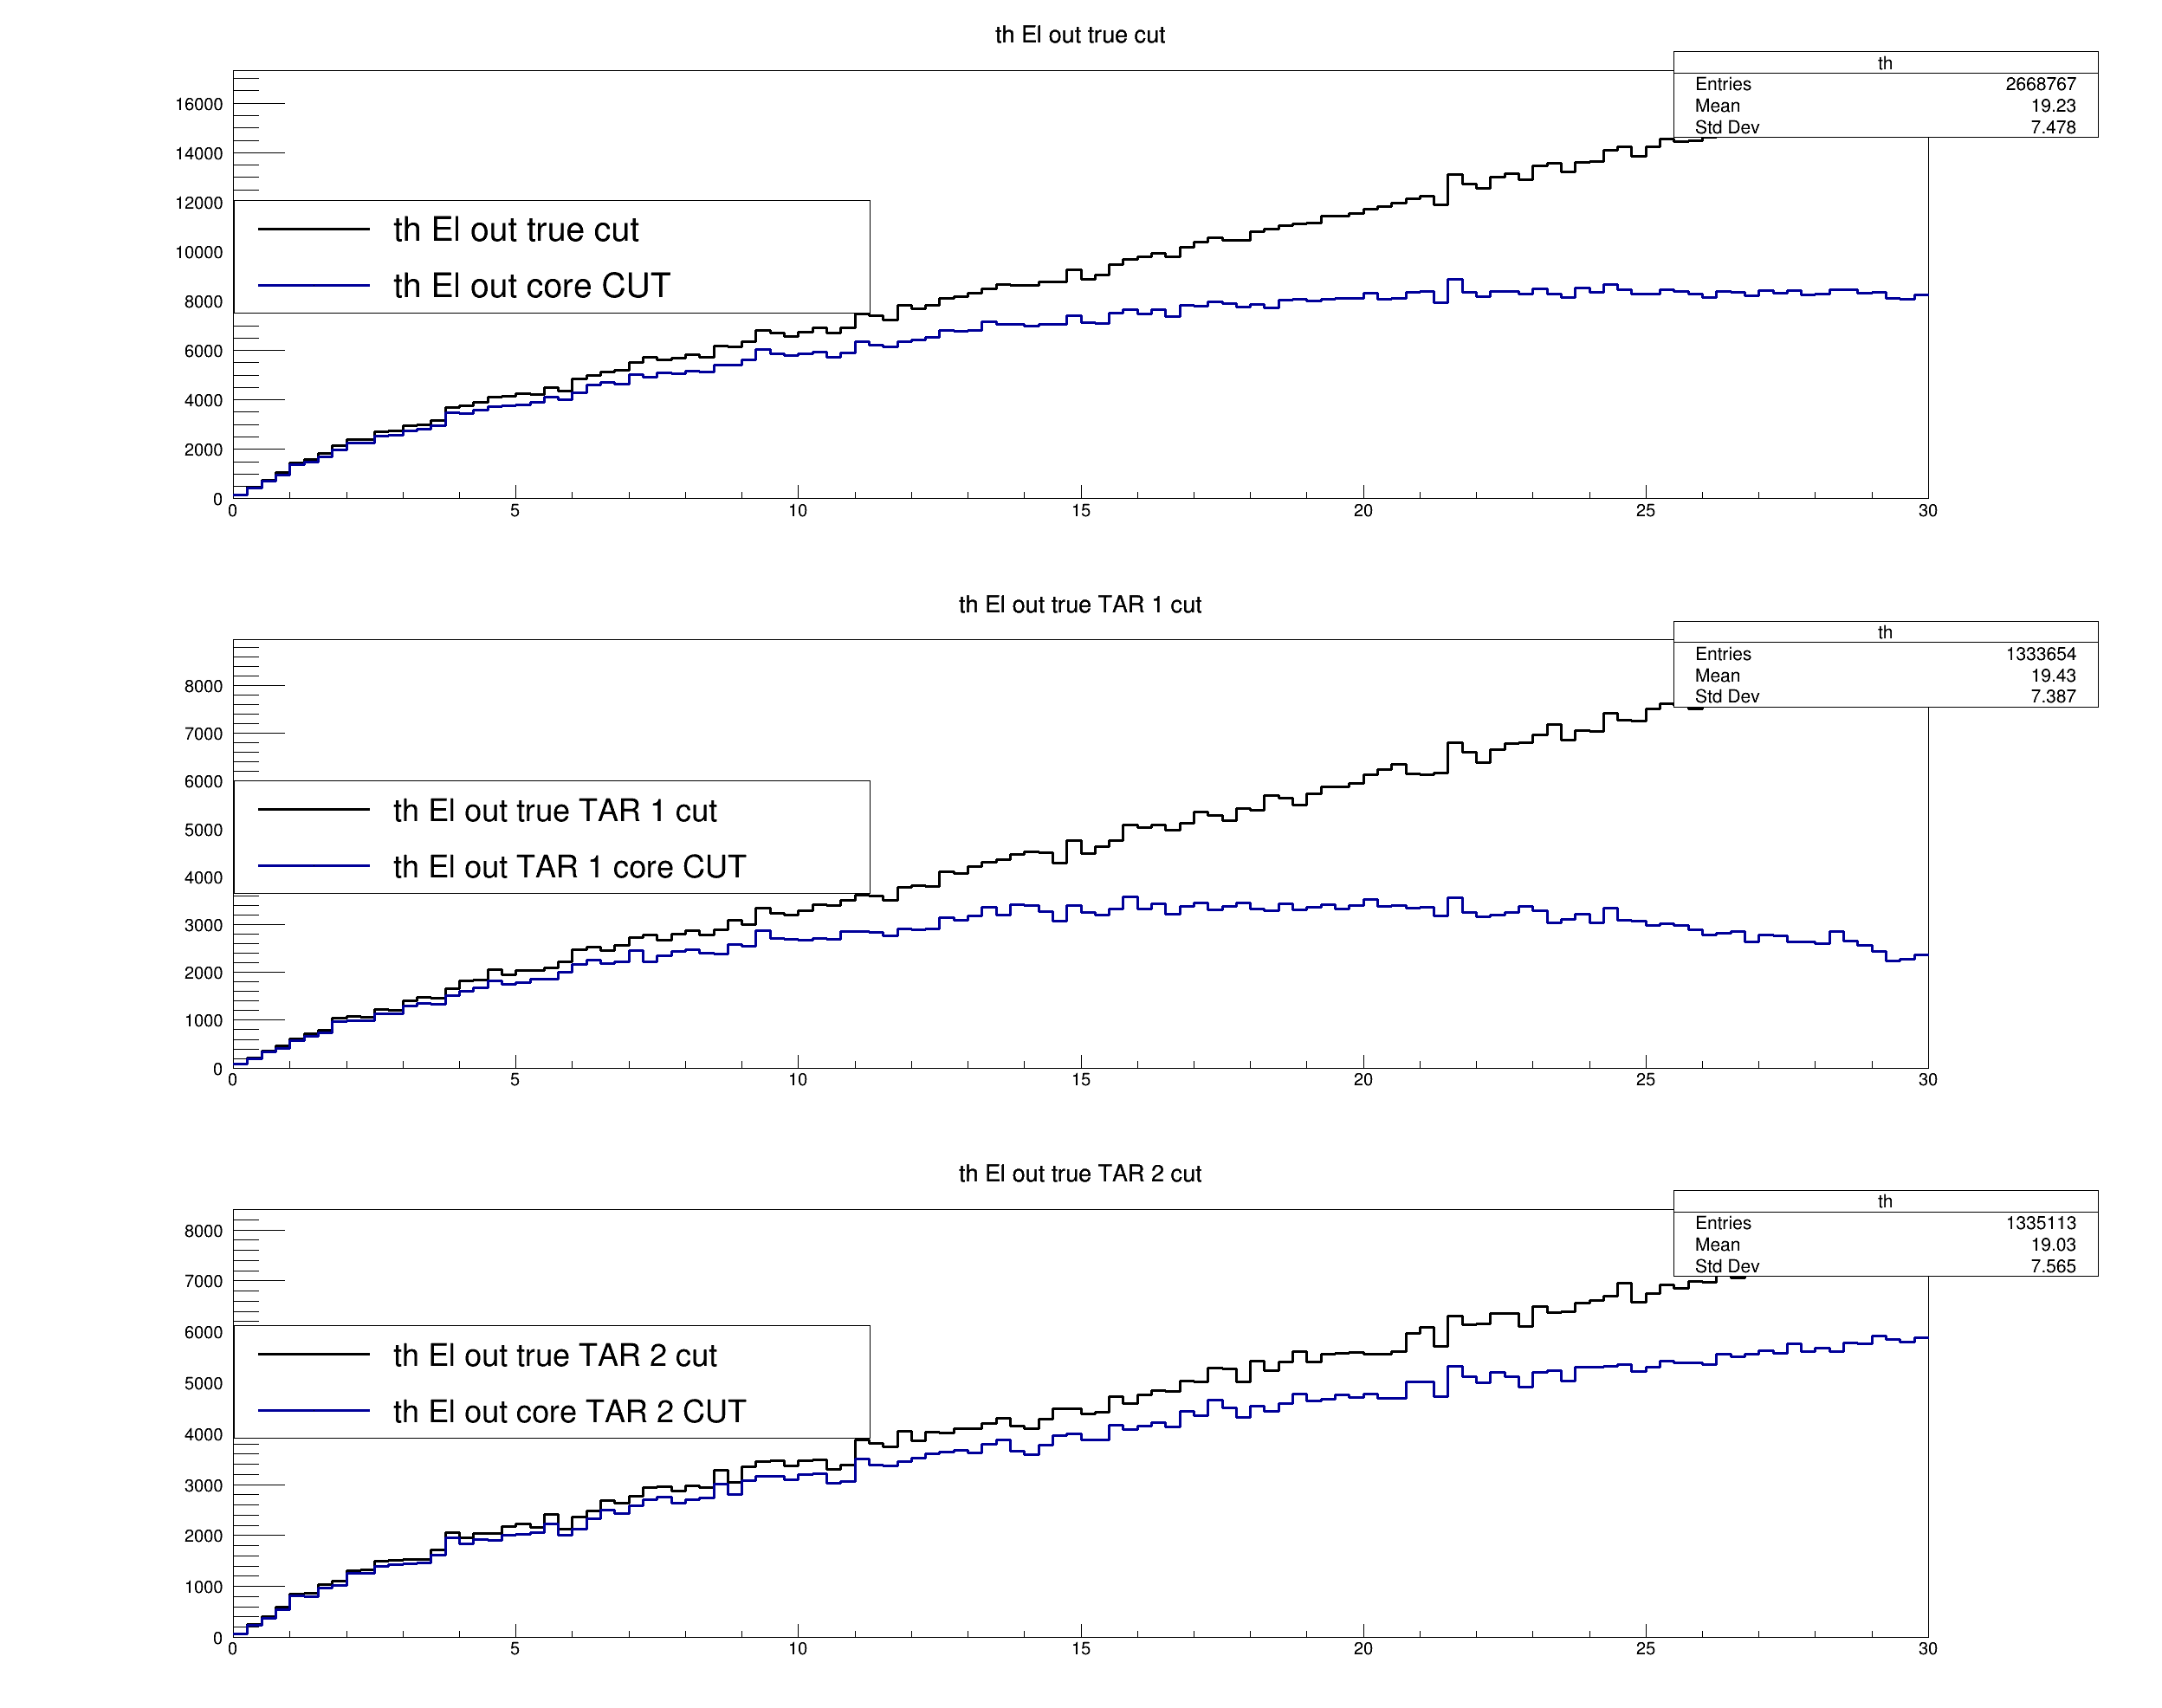 th El out true cut
th
Entries 2668767
Mean 19.23
Std Dev 7.478
16000
14000
12000
10000
8000
6000
4000
2000
0
th El out true cut
th El out core CUT
0 5 10 15 20 25 30
th El out true TAR 1 cut
th
Entries 1333654
Mean 19.43
Std Dev 7.387
8000
7000
6000
5000
4000
3000
2000
1000
0
th El out true TAR 1 cut
th El out TAR 1 core CUT
0 5 10 15 20 25 30
th El out true TAR 2 cut
th
Entries 1335113
Mean 19.03
Std Dev 7.565
8000
7000
6000
5000
4000
3000
2000
1000
0
th El out true TAR 2 cut
th El out core TAR 2 CUT
0 5 10 15 20 25 30